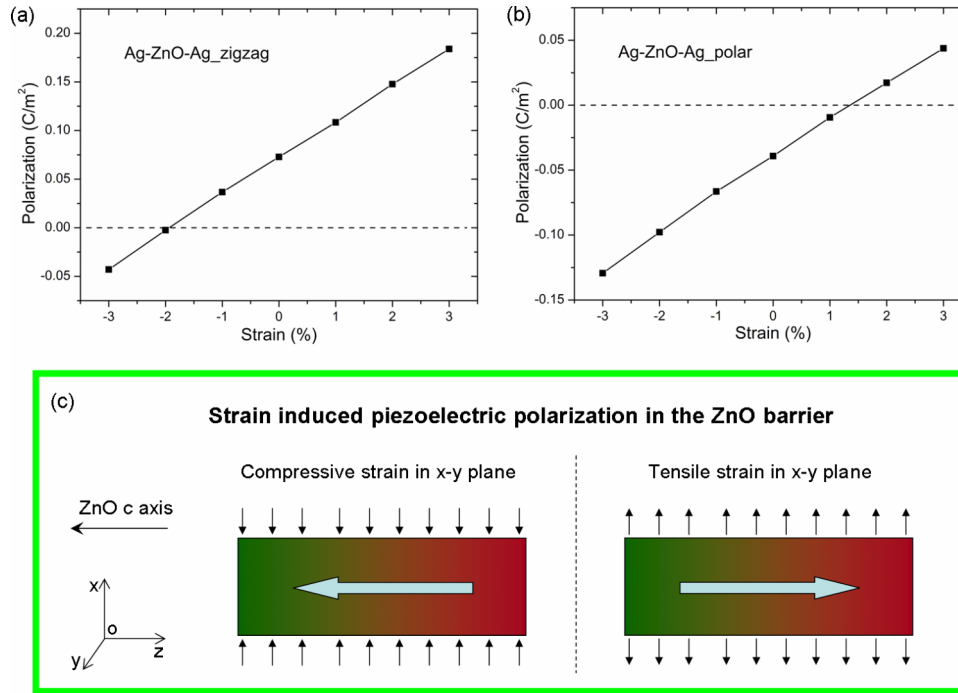 (a)
Ag-ZnO-Ag_zigzag
Polarization (C/m²)
0.20
0.15
0.10
0.05
0.00
-0.05
-3 -2 -1 0 1 2 3
Strain (%)
(b)
Ag-ZnO-Ag_polar
Polarization (C/m²)
0.05
0.00
-0.05
-0.10
-0.15
-3 -2 -1 0 1 2 3
Strain (%)
(c)
Strain induced piezoelectric polarization in the ZnO barrier
Compressive strain in x-y plane
Tensile strain in x-y plane
ZnO c axis
x
o
z
y